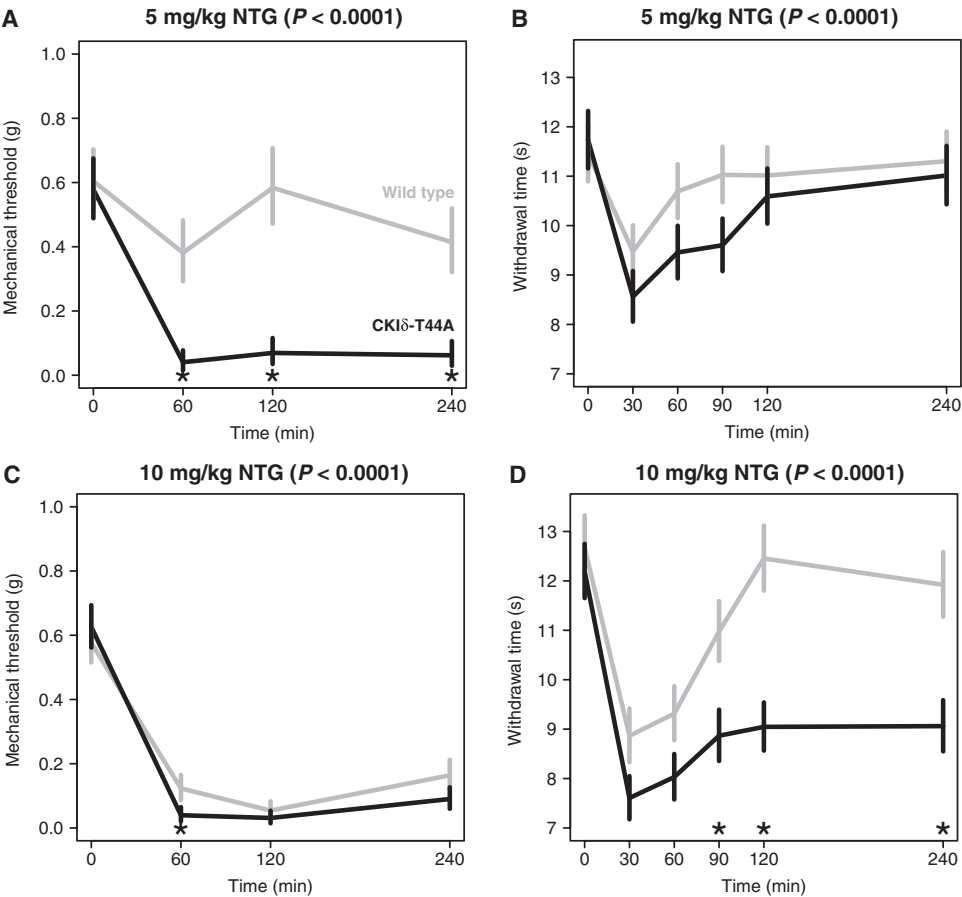 A
5 mg/kg NTG (P < 0.0001)
Mechanical threshold (g)
1.0
0.8
0.6
0.4
0.2
0.0
Wild type
CKIδ-T44A
* * *
0 60 120 240
Time (min)
B
5 mg/kg NTG (P < 0.0001)
Withdrawal time (s)
13
12
11
10
9
8
7
0 30 60 90 120 240
Time (min)
C
10 mg/kg NTG (P < 0.0001)
Mechanical threshold (g)
1.0
0.8
0.6
0.4
0.2
0.0
*
0 60 120 240
Time (min)
D
10 mg/kg NTG (P < 0.0001)
Withdrawal time (s)
13
12
11
10
9
8
7
* * *
0 30 60 90 120 240
Time (min)